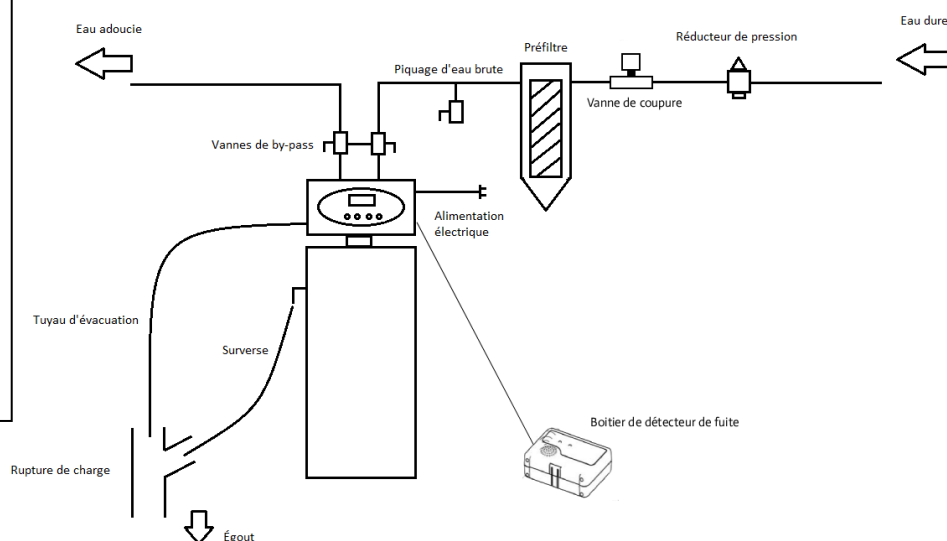 Eau adoucie
Eau dure
Réducteur de pression
Préfiltre
Piquage d'eau brute
Vanne de coupure
Vannes de by-pass
Alimentation
électrique
Tuyau d'évacuation
Surverse
Boitier de détecteur de fuite
Rupture de charge
Égout